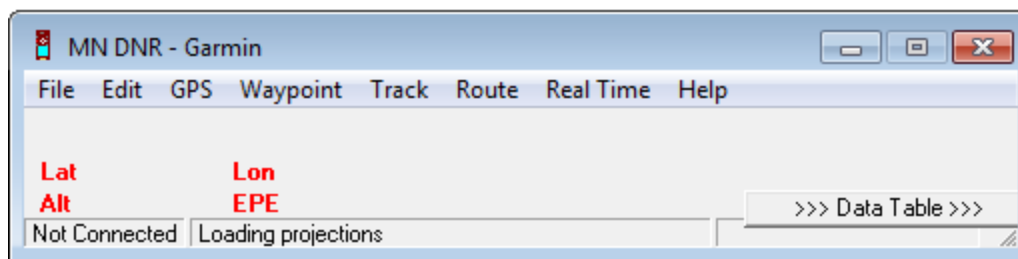 MN DNR - Garmin
File Edit GPS Waypoint Track Route Real Time Help
Lat Lon
Alt EPE >>> Data Table >>>
Not Connected Loading projections